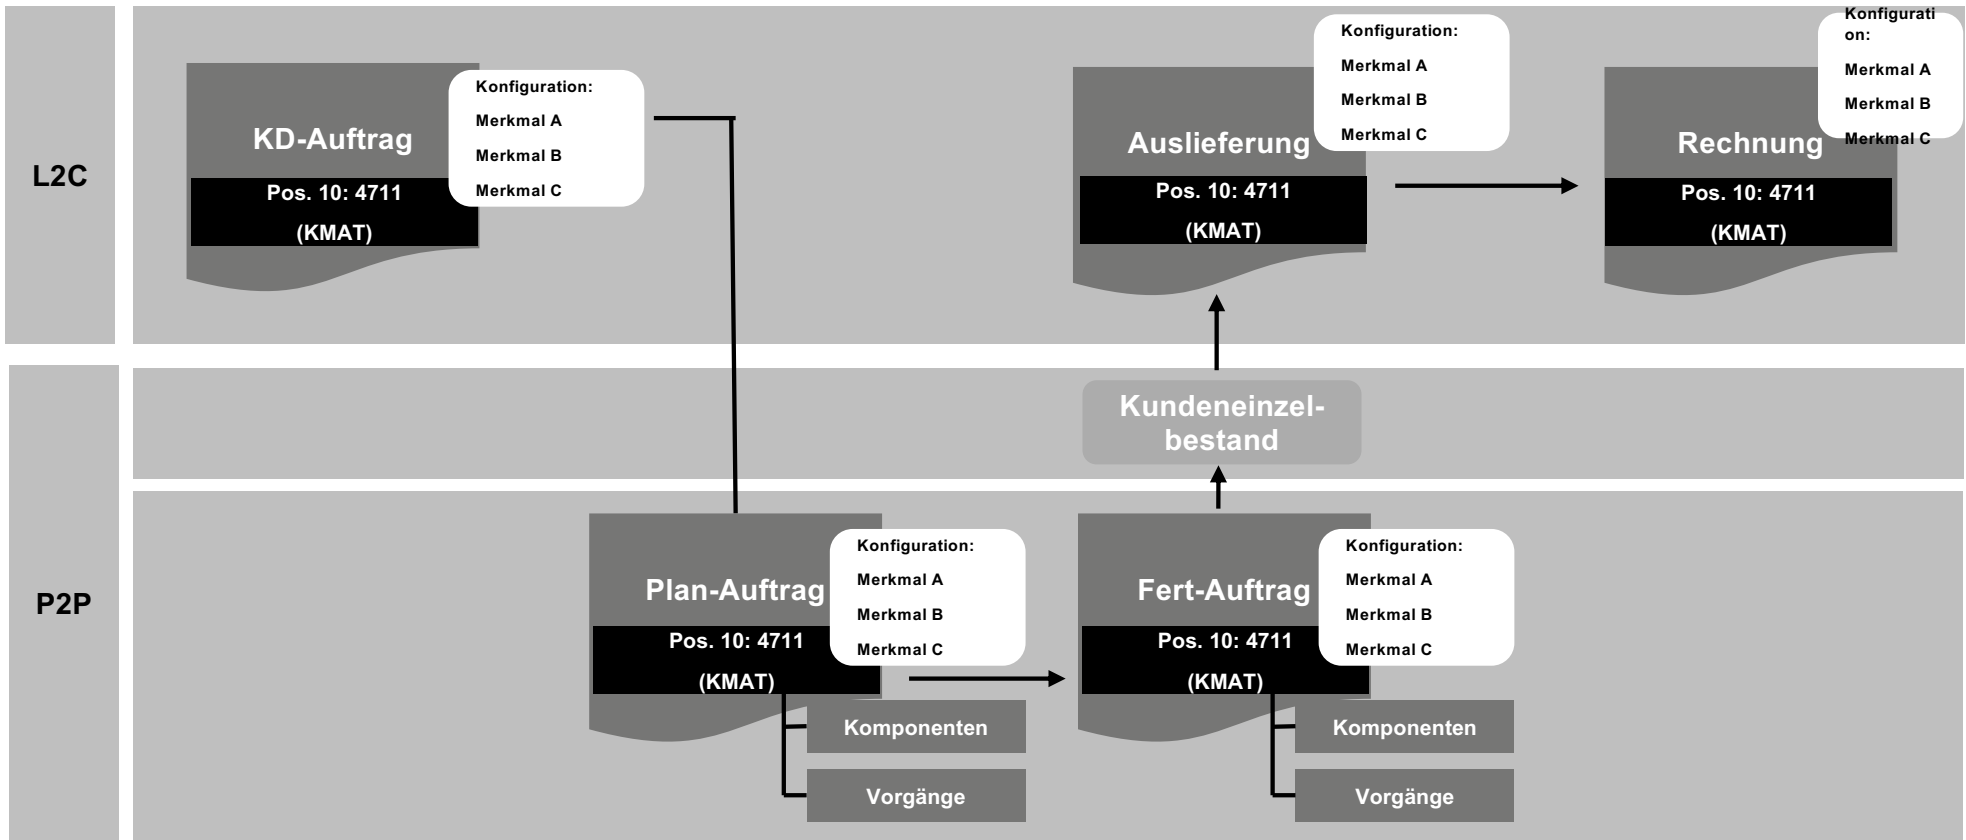 L2C
KD-Auftrag
Pos. 10: 4711
(KMAT)
Konfiguration:
Merkmal A
Merkmal B
Merkmal C
Auslieferung
Pos. 10: 4711
(KMAT)
Konfiguration:
Merkmal A
Merkmal B
Merkmal C
Rechnung
Pos. 10: 4711
(KMAT)
Konfigurati
on:
Merkmal A
Merkmal B
Merkmal C
Kundeneinzel-
bestand
P2P
Plan-Auftrag
Pos. 10: 4711
(KMAT)
Konfiguration:
Merkmal A
Merkmal B
Merkmal C
Komponenten
Vorgänge
Fert-Auftrag
Pos. 10: 4711
(KMAT)
Konfiguration:
Merkmal A
Merkmal B
Merkmal C
Komponenten
Vorgänge